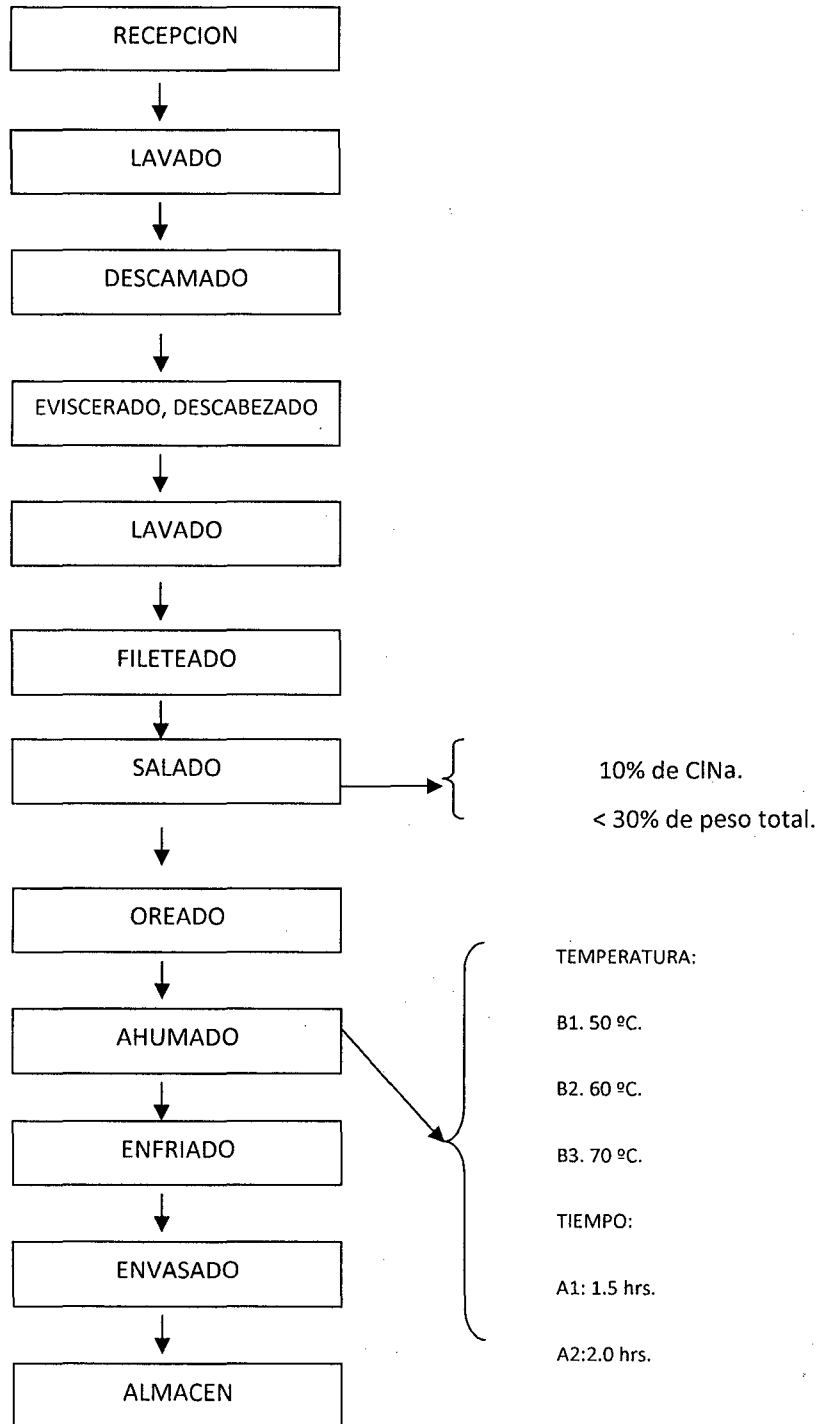 RECEPCION
LAVADO
DESCAMADO
EVISCERADO, DESCABEZADO
LAVADO
FILETEADO
SALADO
10% de ClNa.
< 30% de peso total.
OREADO
AHUMADO
TEMPERATURA:
B1. 50 ºC.
B2. 60 ºC.
B3. 70 ºC.
TIEMPO:
A1: 1.5 hrs.
A2:2.0 hrs.
ENFRIADO
ENVASADO
ALMACEN